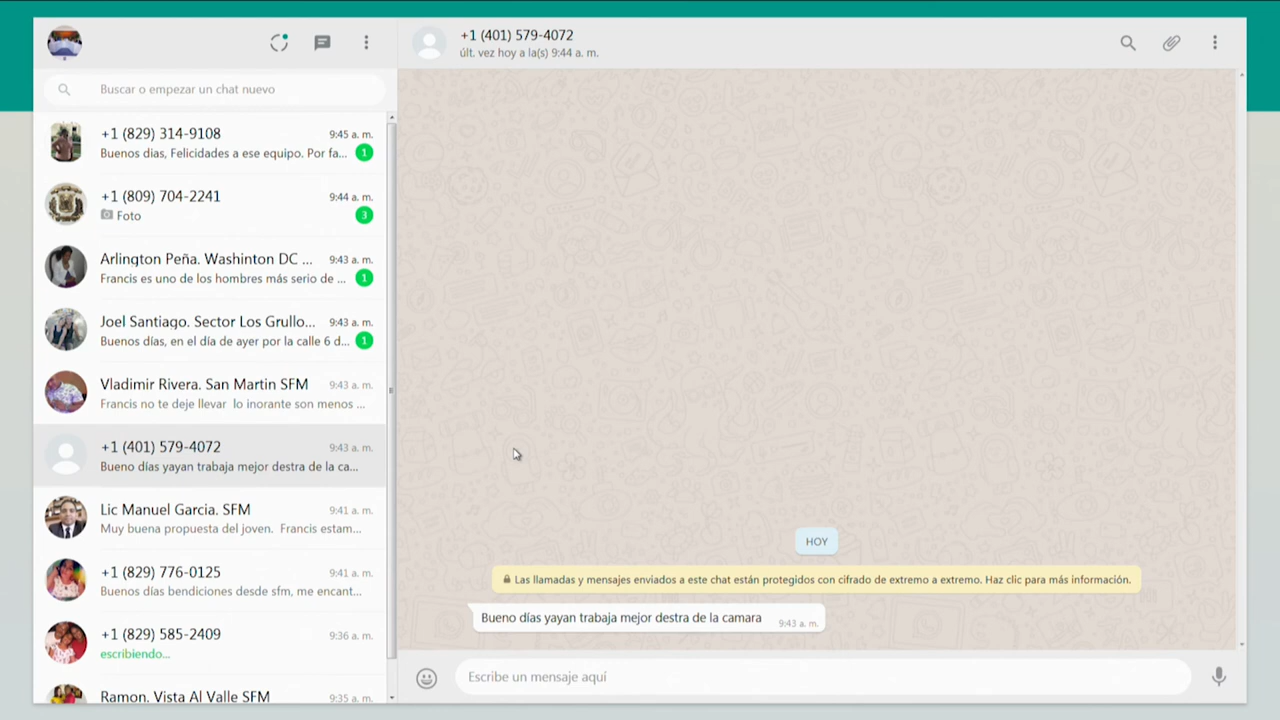 +1 (401) 579-4072
últ. vez hoy a la(s) 9:44 a. m.
Buscar o empezar un chat nuevo
+1 (829) 314-9108
9:45 a. m.
Buenos dias, Felicidades a ese equipo. Por fa...
1
+1 (809) 704-2241
9:44 a. m.
Foto
3
Arlington Peña. Washinton DC ...
9:43 a. m.
Francis es uno de los hombres más serio de ...
1
Joel Santiago. Sector Los Grullo...
9:43 a. m.
Buenos días, en el día de ayer por la calle 6 d...
1
Vladimir Rivera. San Martin SFM
9:43 a. m.
Francis no te deje llevar lo inorante son menos ...
+1 (401) 579-4072
9:43 a. m.
Bueno días yayan trabaja mejor destra de la ca...
Lic Manuel Garcia. SFM
9:41 a. m.
Muy buena propuesta del joven. Francis estam...
+1 (829) 776-0125
9:41 a. m.
Buenos días bendiciones desde sfm, me encant...
+1 (829) 585-2409
9:36 a. m.
escribiendo...
Ramon. Vista Al Valle SFM
9:35 a. m.
HOY
Las llamadas y mensajes enviados a este chat están protegidos con cifrado de extremo a extremo. Haz clic para más información.
Bueno días yayan trabaja mejor destra de la camara
9:43 a. m.
Escribe un mensaje aquí